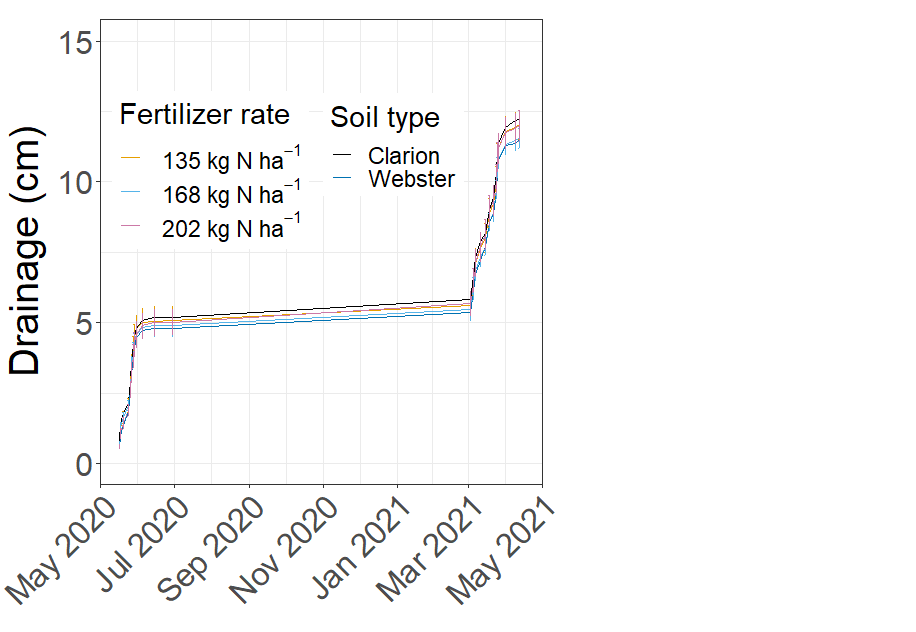 Drainage (cm)
15
10
5
0
Fertilizer rate
135 kg N ha⁻¹
168 kg N ha⁻¹
202 kg N ha⁻¹
Soil type
Clarion
Webster
May 2020
Jul 2020
Sep 2020
Nov 2020
Jan 2021
Mar 2021
May 2021